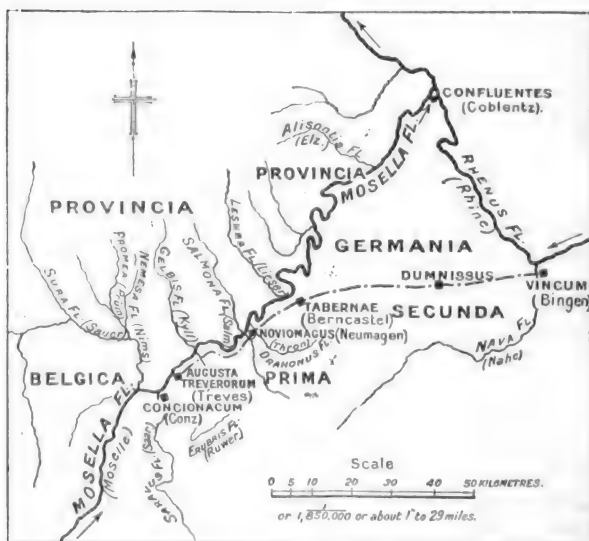 CONFLUENTES
(Coblentz).
Alisontia Fl.
(Elz.)
MOSELLA FL.
PROVINCIA
RHENUS FL.
(Rhine)
PROVINCIA
LESURA FL. (Lieser)
GERMANIA
DUMNISSUS
VINCUM
(Bingen)
SURA FL. (Sauer)
NEMESA FL. (Nims)
GELBIS FL. (Kyll)
SALMONA FL. (Salm)
TABERNAE
(Berncastel)
SECUNDA
NOVIOMAGUS (Neumagen)
(Thron)
DRAHONUS FL.
NAVA FL.
(Nahe)
BELGICA
AUGUSTA
TREVERORUM
(Treves)
PRIMA
CONCIONACUM
(Conz)
ERUBRIS FL.
(Ruwer)
MOSELLA FL.
(Moselle)
Scale
0 5 10 20 30 40 50 KILOMETRES.
or 1/1,850,000 or about 1" to 29 miles.